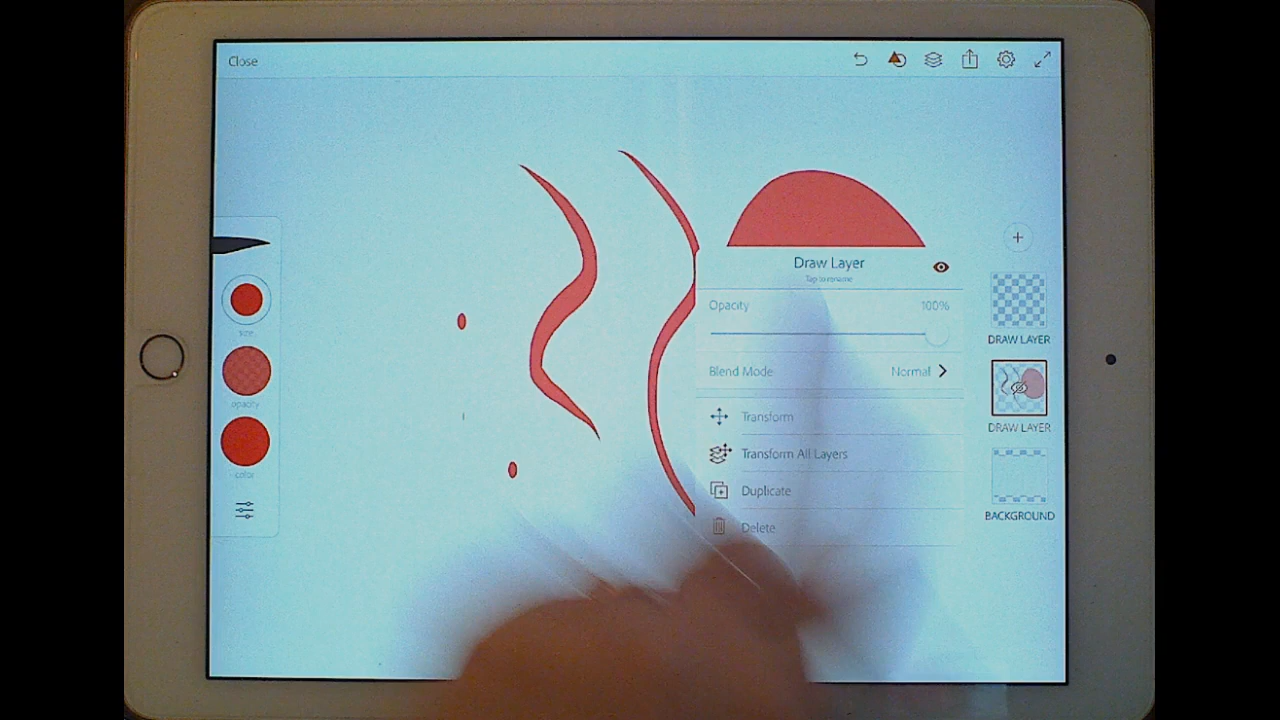 Close
size
opacity
color
Draw Layer
Tap to rename
Opacity 100%
Blend Mode Normal
Transform
Transform All Layers
Duplicate
Delete
DRAW LAYER
DRAW LAYER
BACKGROUND